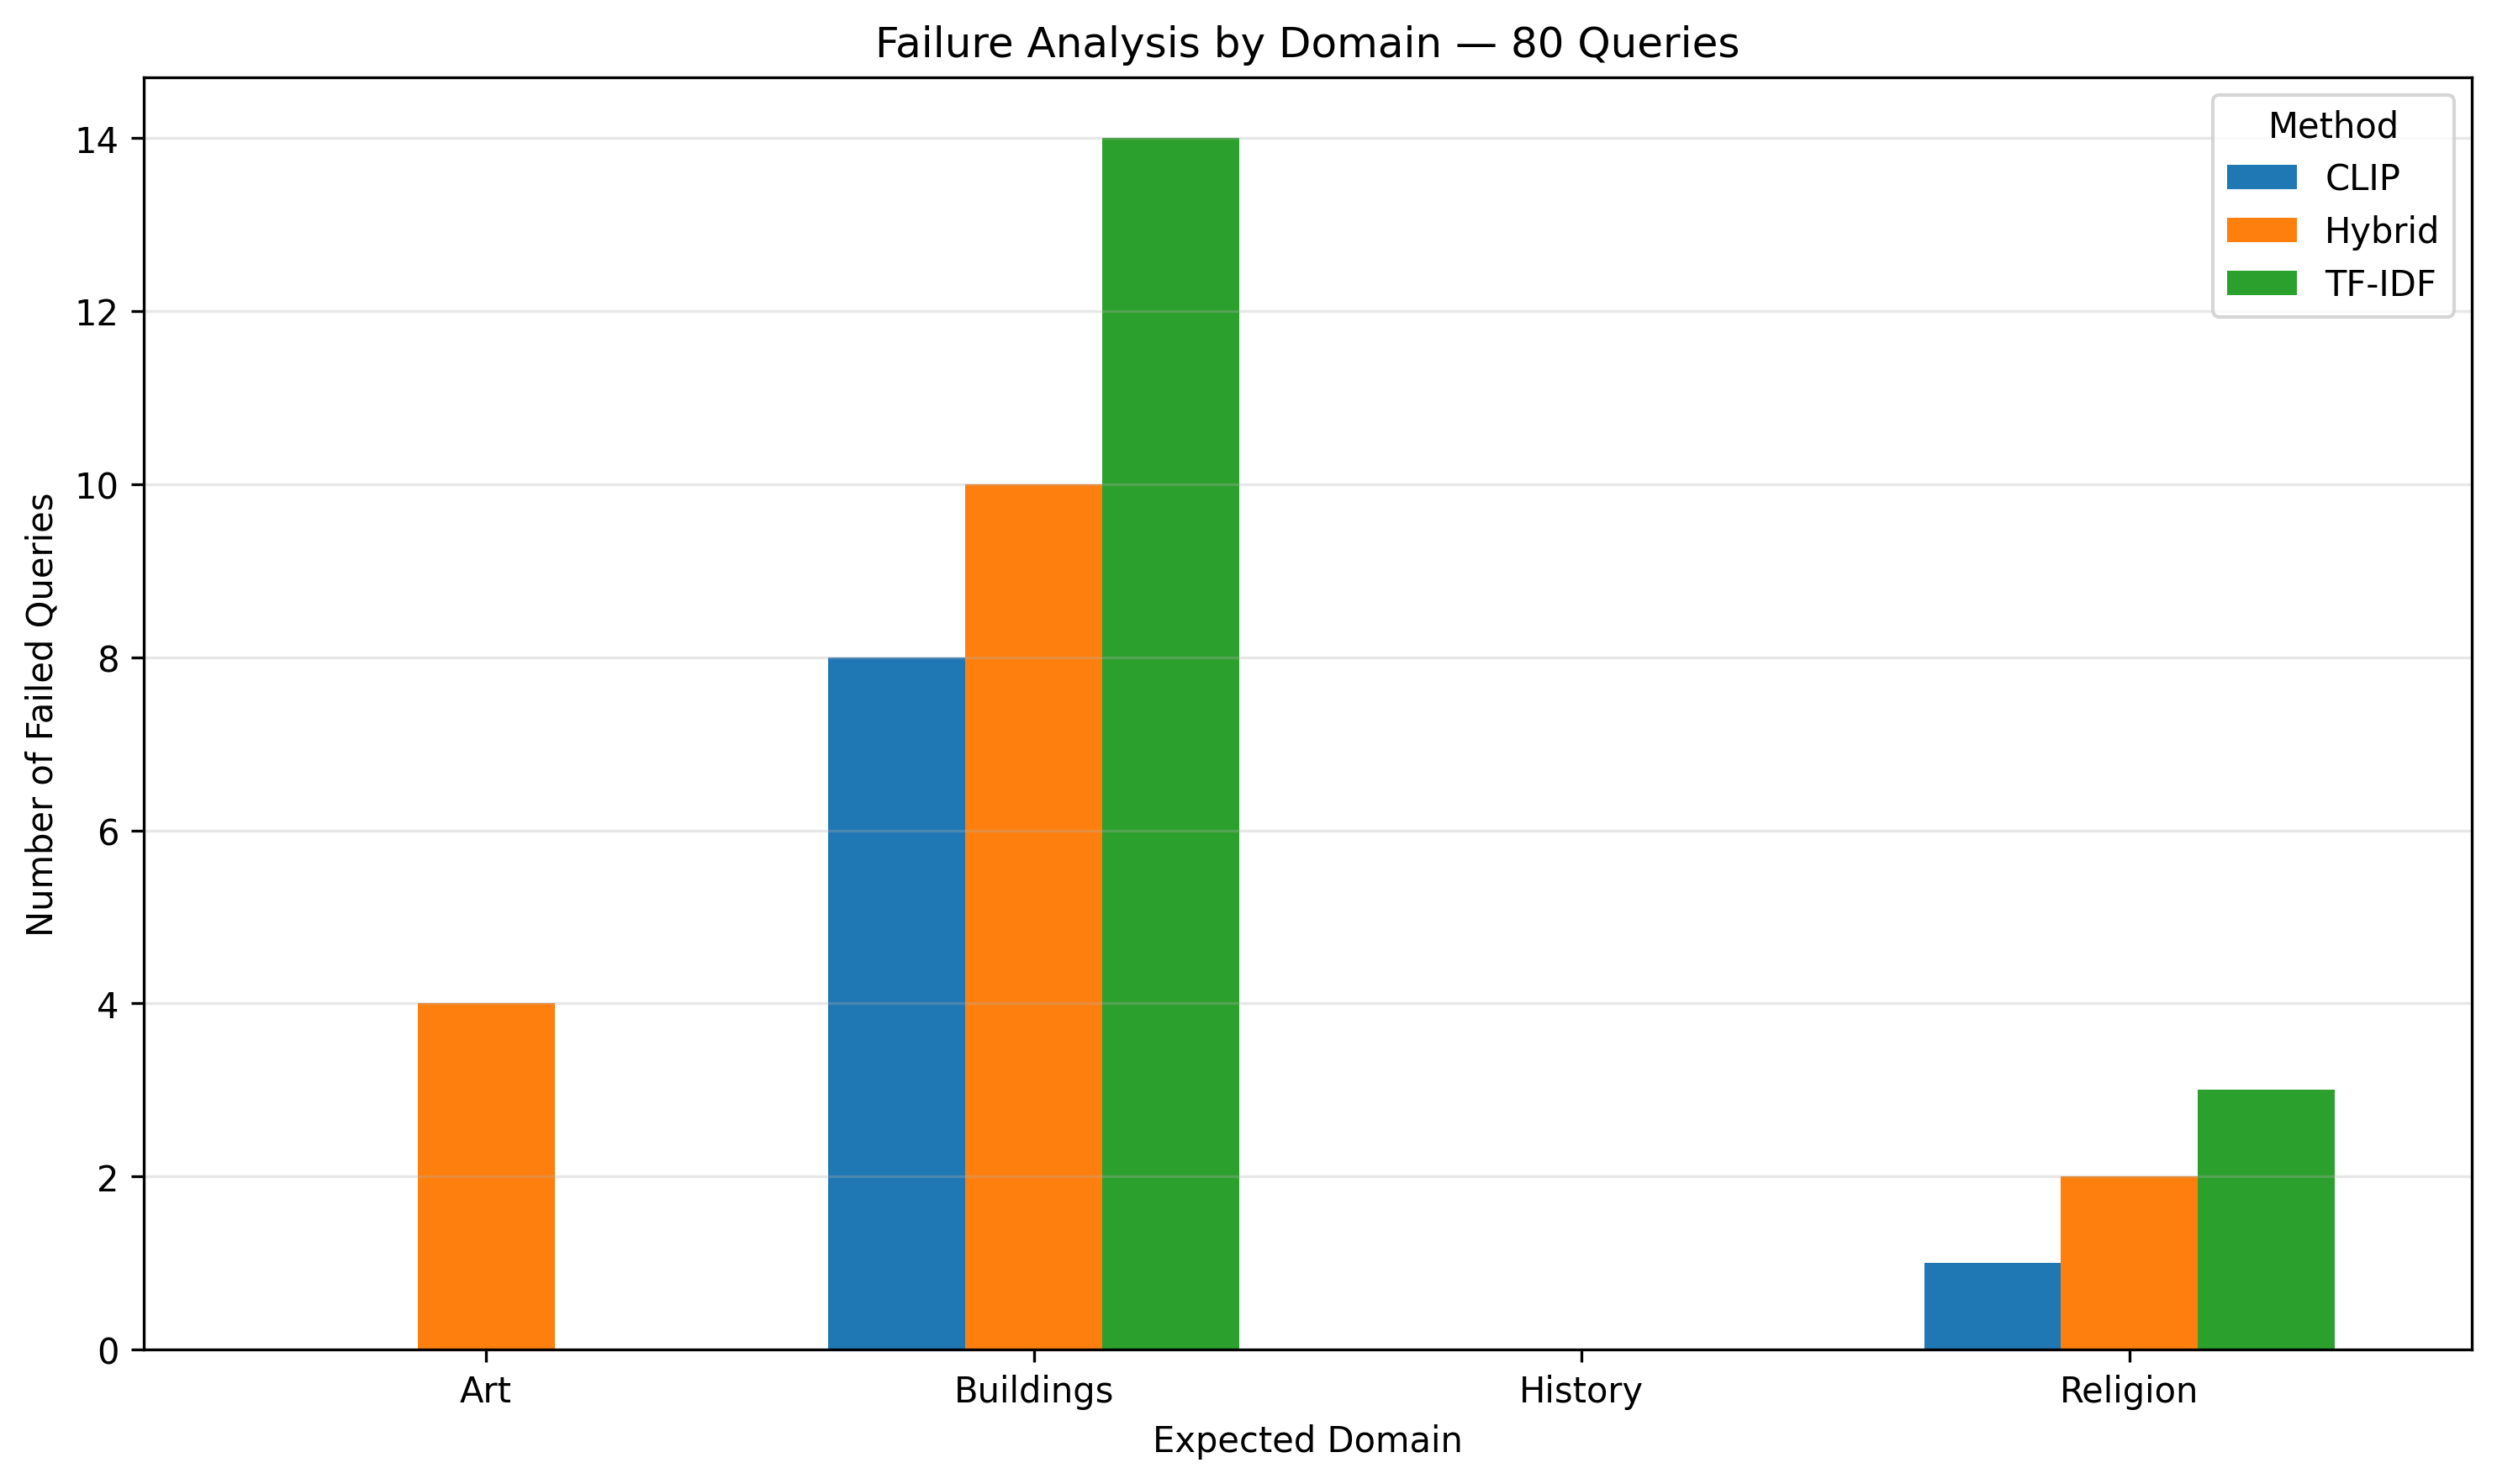 Failure Analysis by Domain — 80 Queries
Method
CLIP
Hybrid
TF-IDF
Number of Failed Queries
14
12
10
8
6
4
2
0
Art
Buildings
History
Religion
Expected Domain